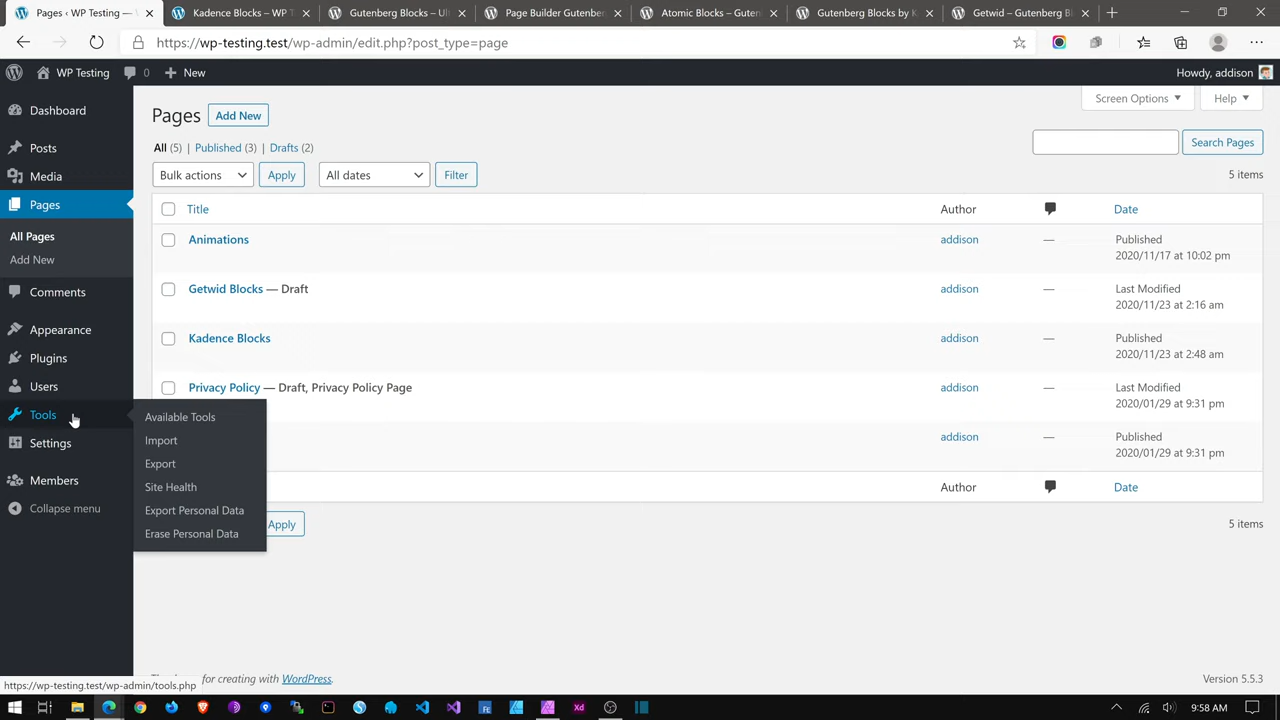 Pages ‹ WP Testing —
Kadence Blocks – WP T
Gutenberg Blocks – Ul
Page Builder Gutenber
Atomic Blocks – Guten
Gutenberg Blocks by K
Getwid – Gutenberg Bl
https://wp-testing.test/wp-admin/edit.php?post_type=page
WP Testing 0 New
Howdy, addison
Dashboard
Posts
Media
Pages
All Pages
Add New
Comments
Appearance
Plugins
Users
Tools
Settings
Members
Collapse menu
Available Tools
Import
Export
Site Health
Export Personal Data
Erase Personal Data
Screen Options Help
Pages Add New
All (5) | Published (3) | Drafts (2)
Search Pages
Bulk actions Apply All dates Filter
5 items
Title Author Date
Animations addison — Published
2020/11/17 at 10:02 pm
Getwid Blocks — Draft addison — Last Modified
2020/11/23 at 2:16 am
Kadence Blocks addison — Published
2020/11/23 at 2:48 am
Privacy Policy — Draft, Privacy Policy Page addison — Last Modified
2020/01/29 at 9:31 pm
addison — Published
2020/01/29 at 9:31 pm
Author Date
Apply
5 items
for creating with WordPress.
Version 5.5.3
https://wp-testing.test/wp-admin/tools.php
9:58 AM